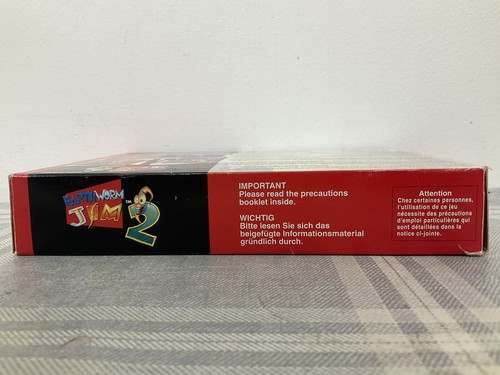 EARTHWORM
JIM 2
TM
IMPORTANT
Please read the precautions
booklet inside.
WICHTIG
Bitte lesen Sie sich das
beigefügte Informationsmaterial
gründlich durch.
Attention
Chez certaines personnes,
l'utilisation de ce jeu
nécessite des précautions
d'emploi particulières qui
sont détaillées dans la
notice ci-jointe.